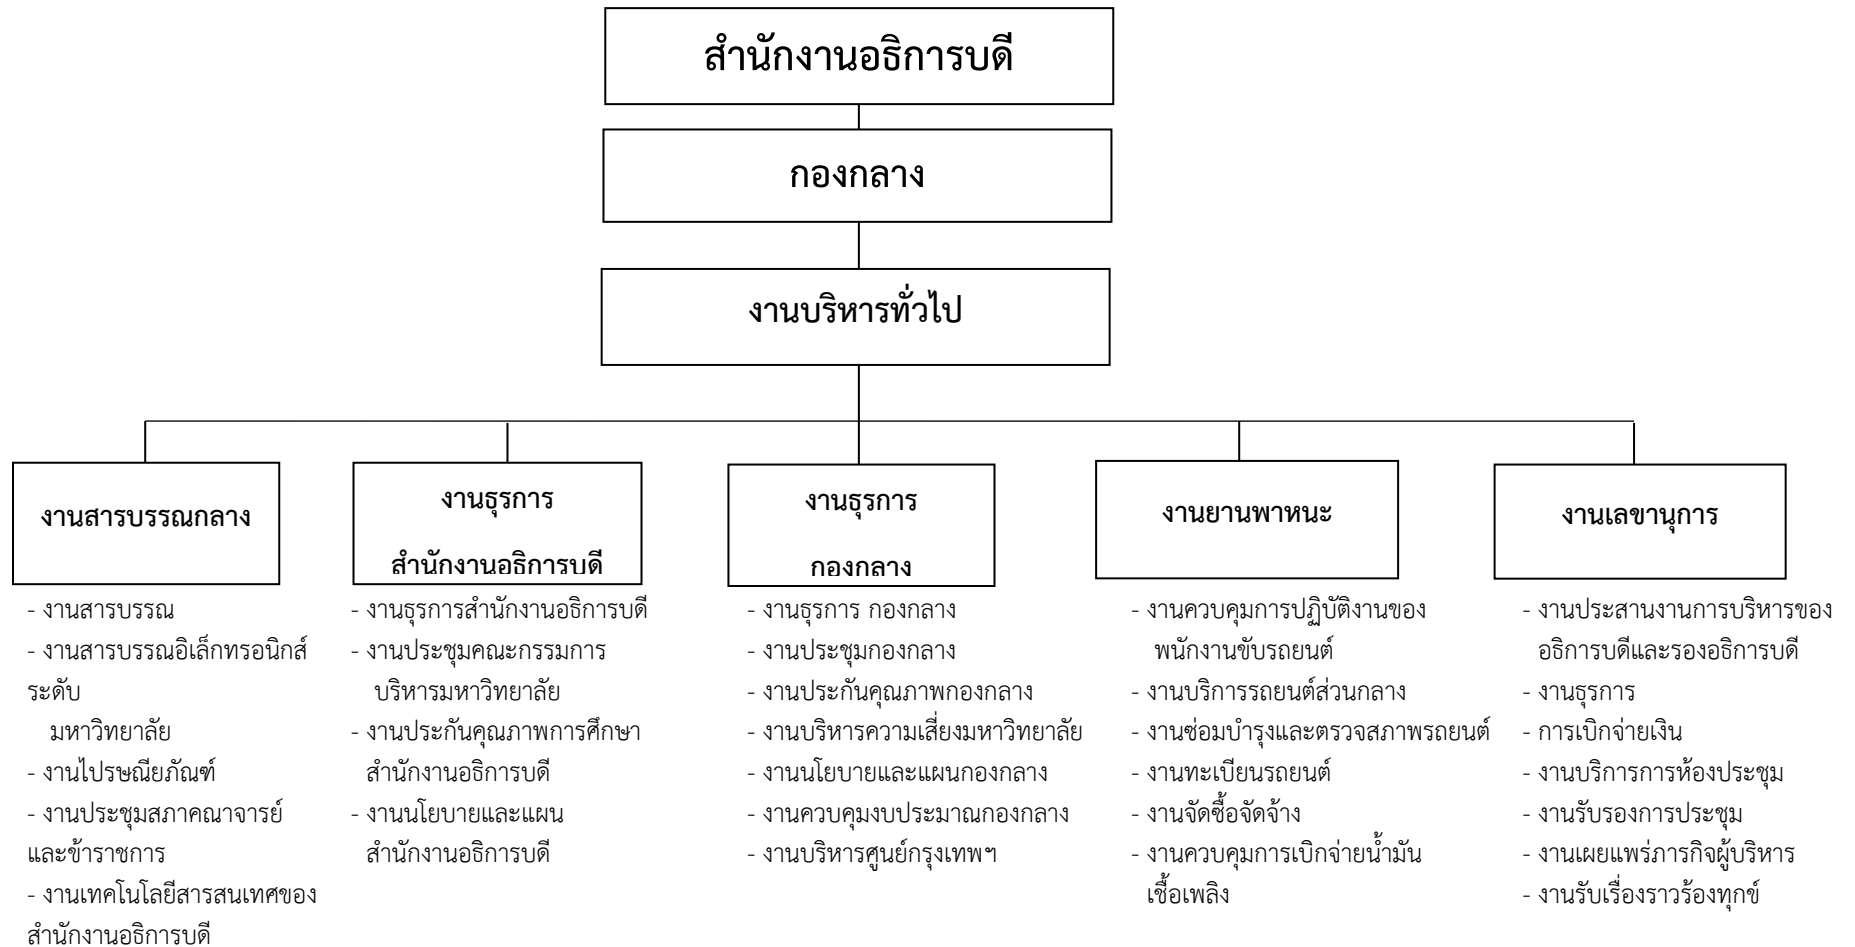 สำนักงานอธิการบดี
กองกลาง
งานบริหารทั่วไป
งานสารบรรณกลาง
- งานสารบรรณ
- งานสารบรรณอิเล็กทรอนิกส์
ระดับ
มหาวิทยาลัย
- งานไปรษณียภัณฑ์
- งานประชุมสภาคณาจารย์
และข้าราชการ
- งานเทคโนโลยีสารสนเทศของ
สำนักงานอธิการบดี
งานธุรการ
สำนักงานอธิการบดี
- งานธุรการสำนักงานอธิการบดี
- งานประชุมคณะกรรมการ
บริหารมหาวิทยาลัย
- งานประกันคุณภาพการศึกษา
สำนักงานอธิการบดี
- งานนโยบายและแผน
สำนักงานอธิการบดี
งานธุรการ
กองกลาง
- งานธุรการ กองกลาง
- งานประชุมกองกลาง
- งานประกันคุณภาพกองกลาง
- งานบริหารความเสี่ยงมหาวิทยาลัย
- งานนโยบายและแผนกองกลาง
- งานควบคุมงบประมาณกองกลาง
- งานบริหารศูนย์กรุงเทพฯ
งานยานพาหนะ
- งานควบคุมการปฏิบัติงานของ
พนักงานขับรถยนต์
- งานบริการรถยนต์ส่วนกลาง
- งานซ่อมบำรุงและตรวจสภาพรถยนต์
- งานทะเบียนรถยนต์
- งานจัดซื้อจัดจ้าง
- งานควบคุมการเบิกจ่ายน้ำมัน
เชื้อเพลิง
งานเลขานุการ
- งานประสานงานการบริหารของ
อธิการบดีและรองอธิการบดี
- งานธุรการ
- การเบิกจ่ายเงิน
- งานบริการการห้องประชุม
- งานรับรองการประชุม
- งานเผยแพร่ภารกิจผู้บริหาร
- งานรับเรื่องราวร้องทุกข์